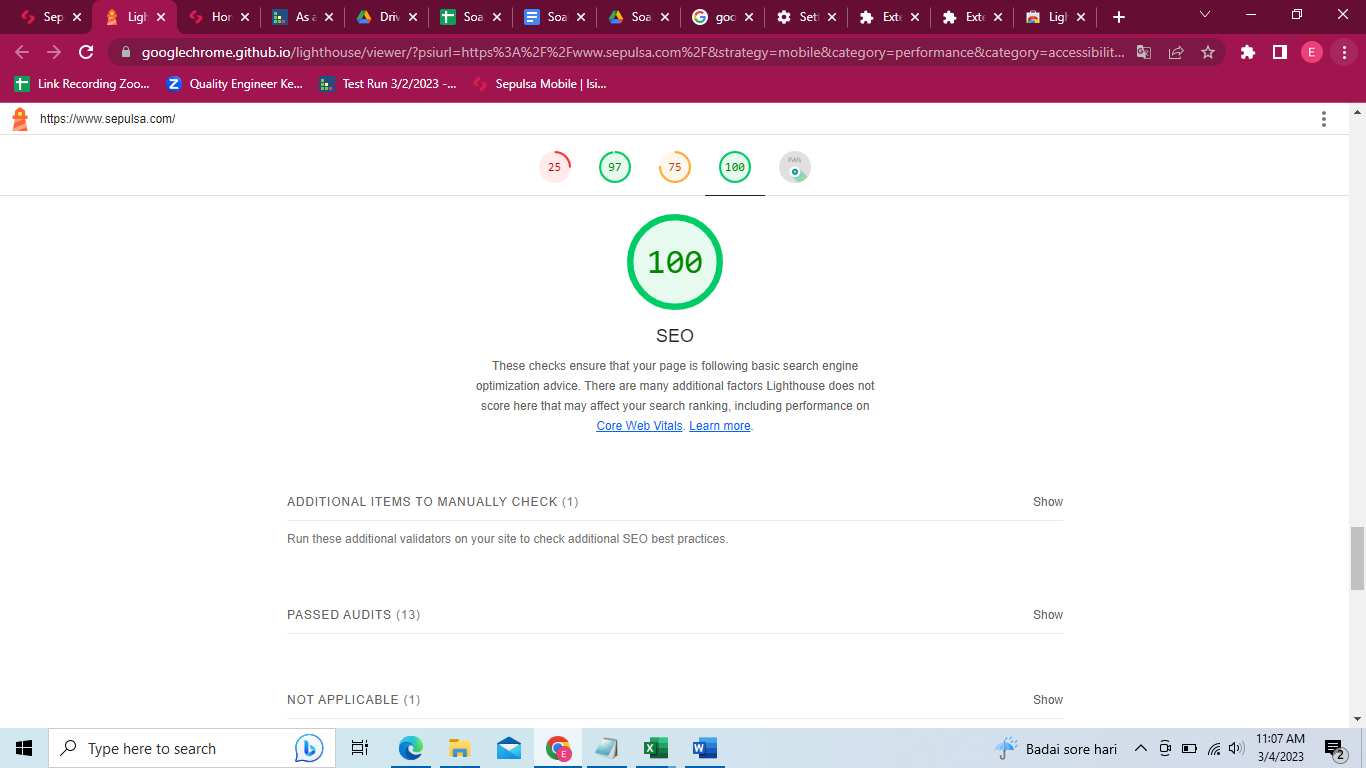 Sep
Ligh
Hor
As a
Driv
Soa
Soa
Soa
goo
Sett
Exte
Exte
Ligh
googlechrome.github.io/lighthouse/viewer/?psiurl=https%3A%2F%2Fwww.sepulsa.com%2F&strategy=mobile&category=performance&category=accessibilit...
E
Link Recording Zoo...
Quality Engineer Ke...
Test Run 3/2/2023 -...
Sepulsa Mobile | Isi...
https://www.sepulsa.com/
25
97
75
100
PWA
100
SEO
These checks ensure that your page is following basic search engine
optimization advice. There are many additional factors Lighthouse does not
score here that may affect your search ranking, including performance on
Core Web Vitals. Learn more.
ADDITIONAL ITEMS TO MANUALLY CHECK (1)
Show
Run these additional validators on your site to check additional SEO best practices.
PASSED AUDITS (13)
Show
NOT APPLICABLE (1)
Show
Type here to search
Badai sore hari
11:07 AM
3/4/2023
2